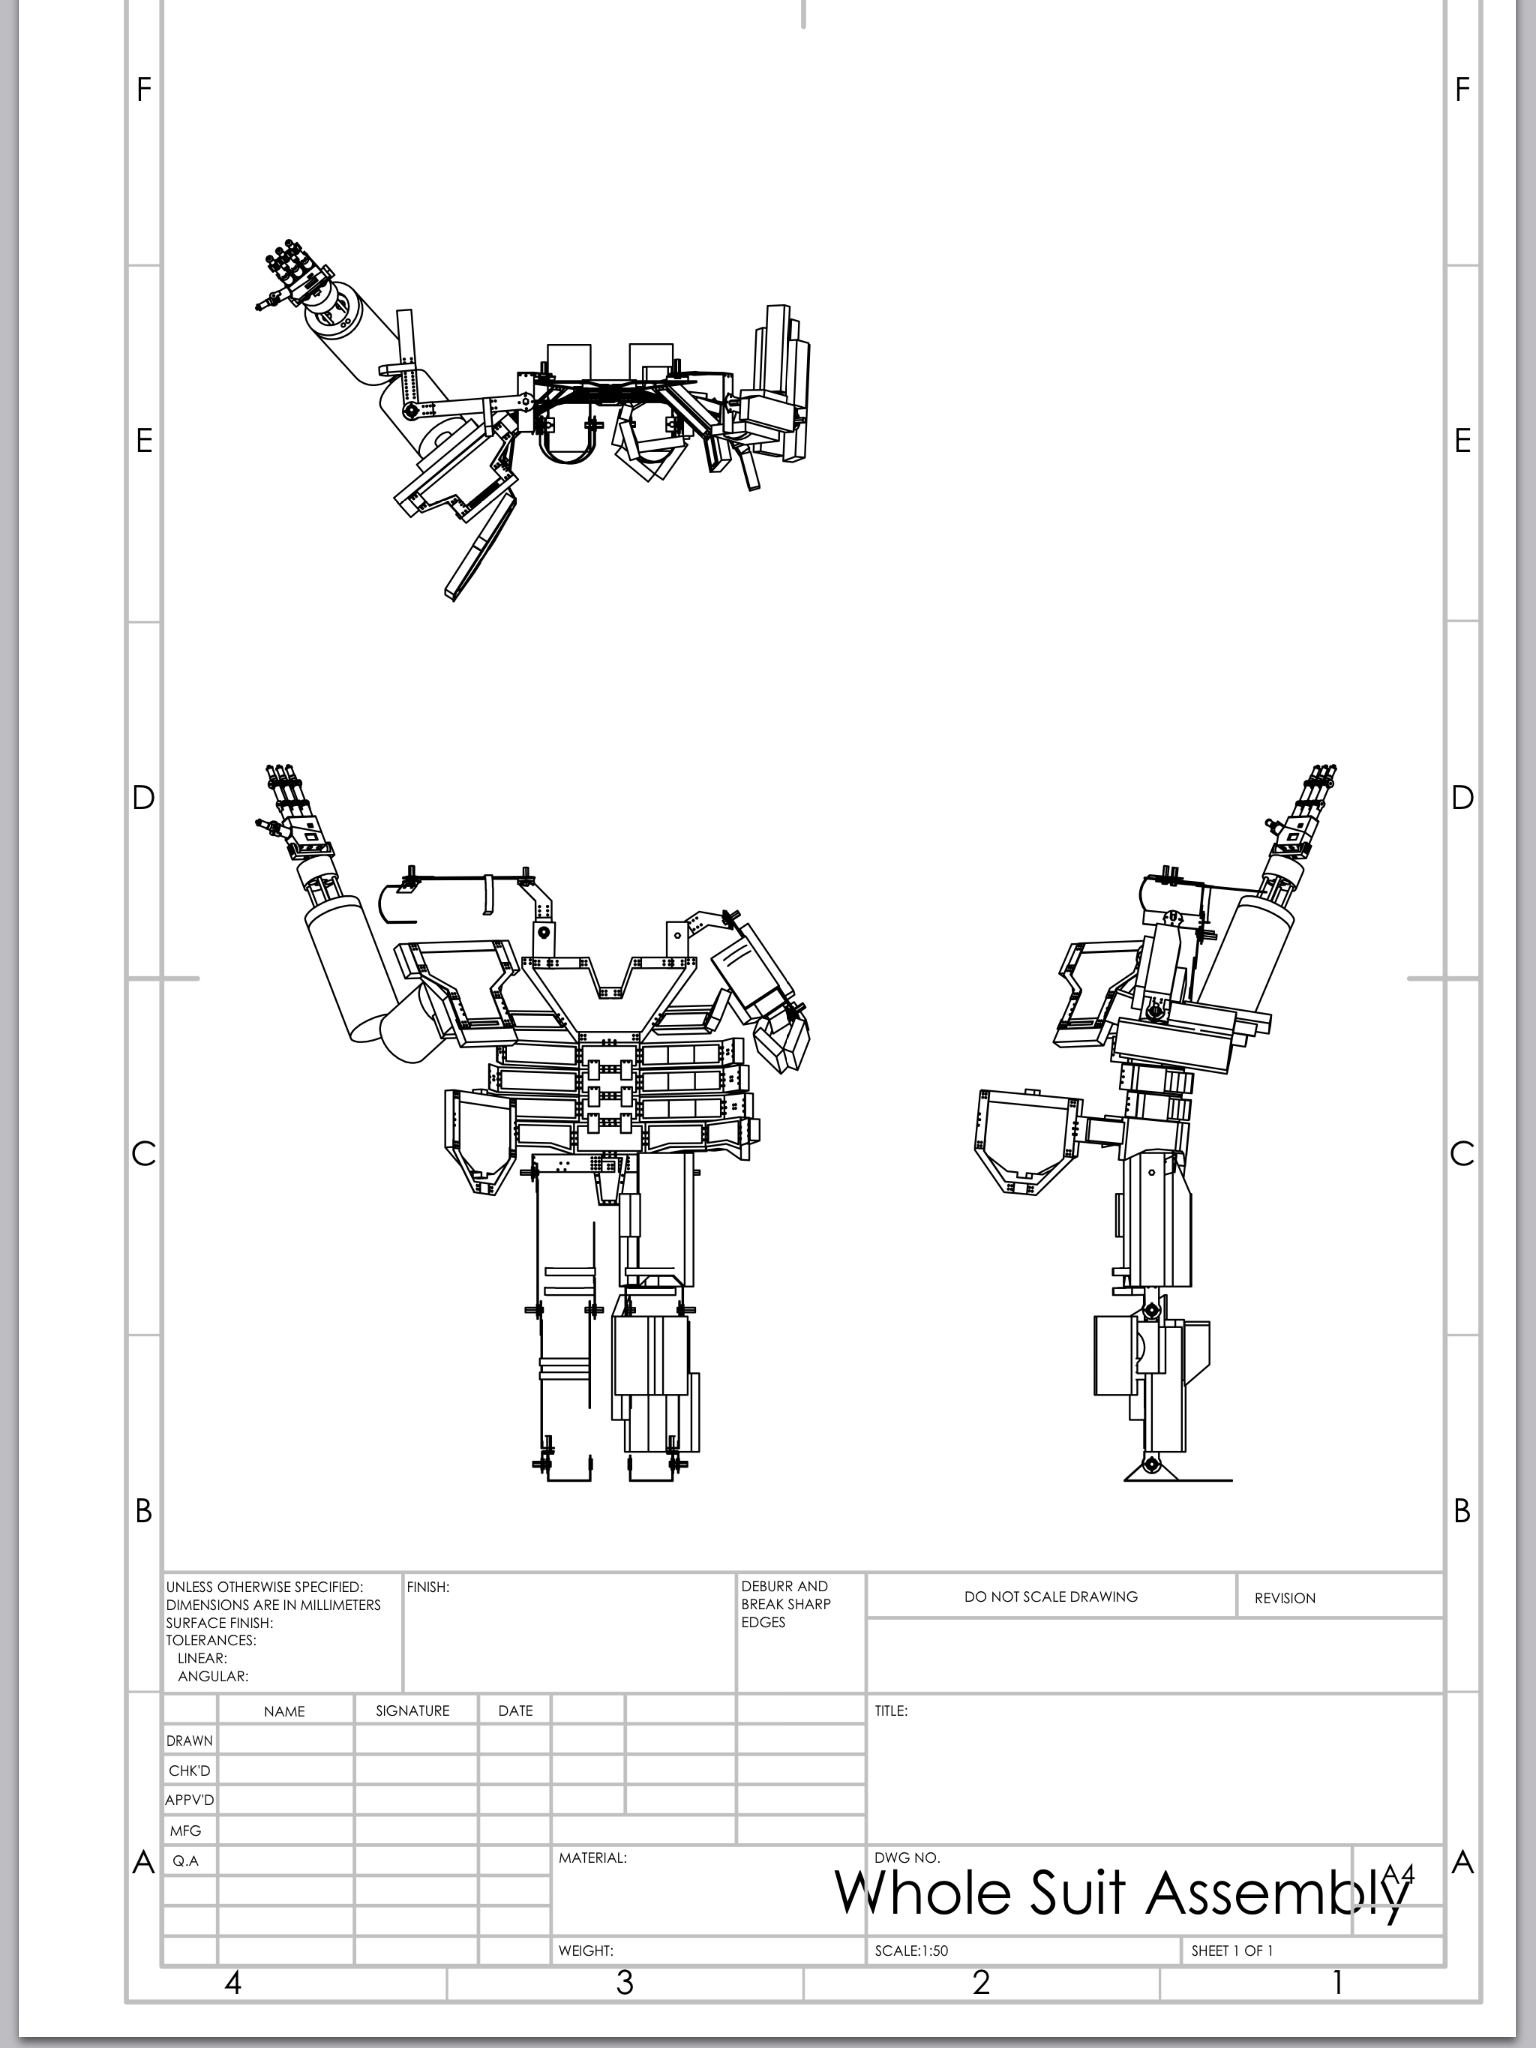 F
F
E
E
D
D
C
C
B
B
UNLESS OTHERWISE SPECIFIED:
DIMENSIONS ARE IN MILLIMETERS
SURFACE FINISH:
TOLERANCES:
LINEAR:
ANGULAR:
FINISH:
DEBURR AND
BREAK SHARP
EDGES
DO NOT SCALE DRAWING
REVISION
NAME
SIGNATURE
DATE
TITLE:
DRAWN
CHK'D
APPV'D
MFG
Q.A
A
MATERIAL:
DWG NO.
Whole Suit Assembly
A4
A
WEIGHT:
SCALE:1:50
SHEET 1 OF 1
4
3
2
1